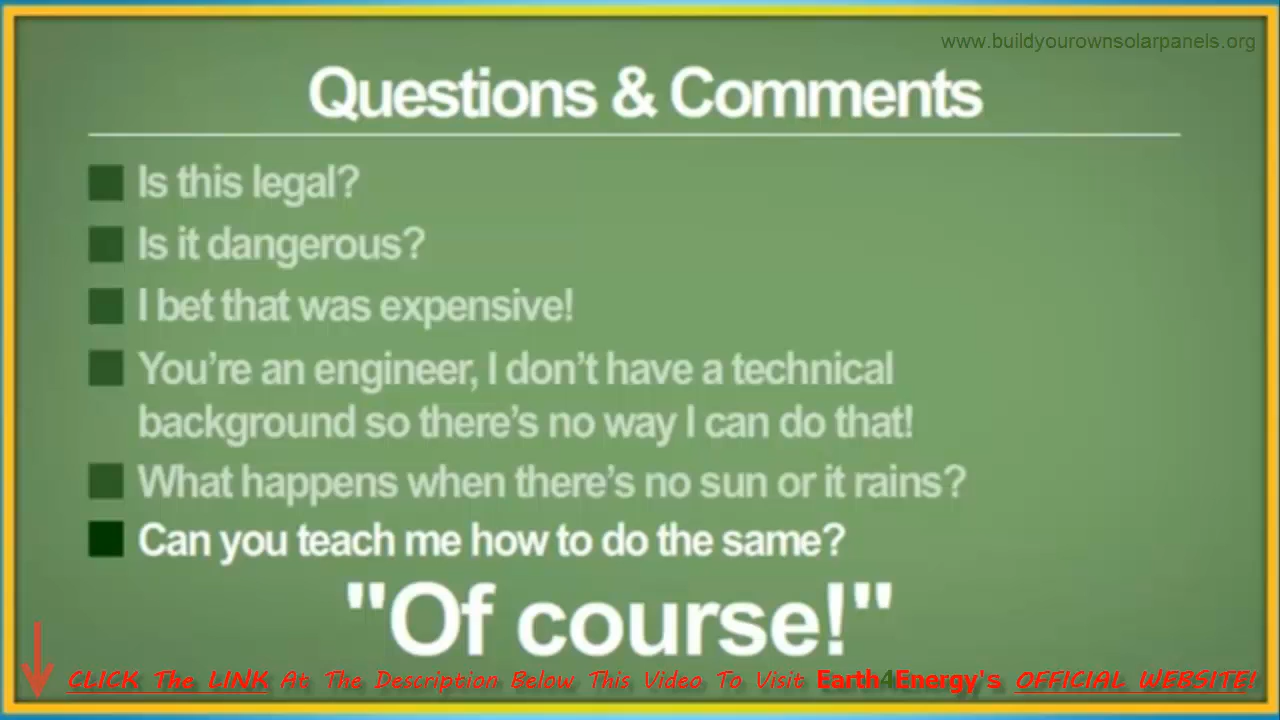 www.buildyourownsolarpanels.org
Questions & Comments
Is this legal?
Is it dangerous?
I bet that was expensive!
You’re an engineer, I don’t have a technical
background so there’s no way I can do that!
What happens when there’s no sun or it rains?
Can you teach me how to do the same?
"Of course!"
CLICK The LINK At The Description Below This Video To Visit Earth4Energy's OFFICIAL WEBSITE!